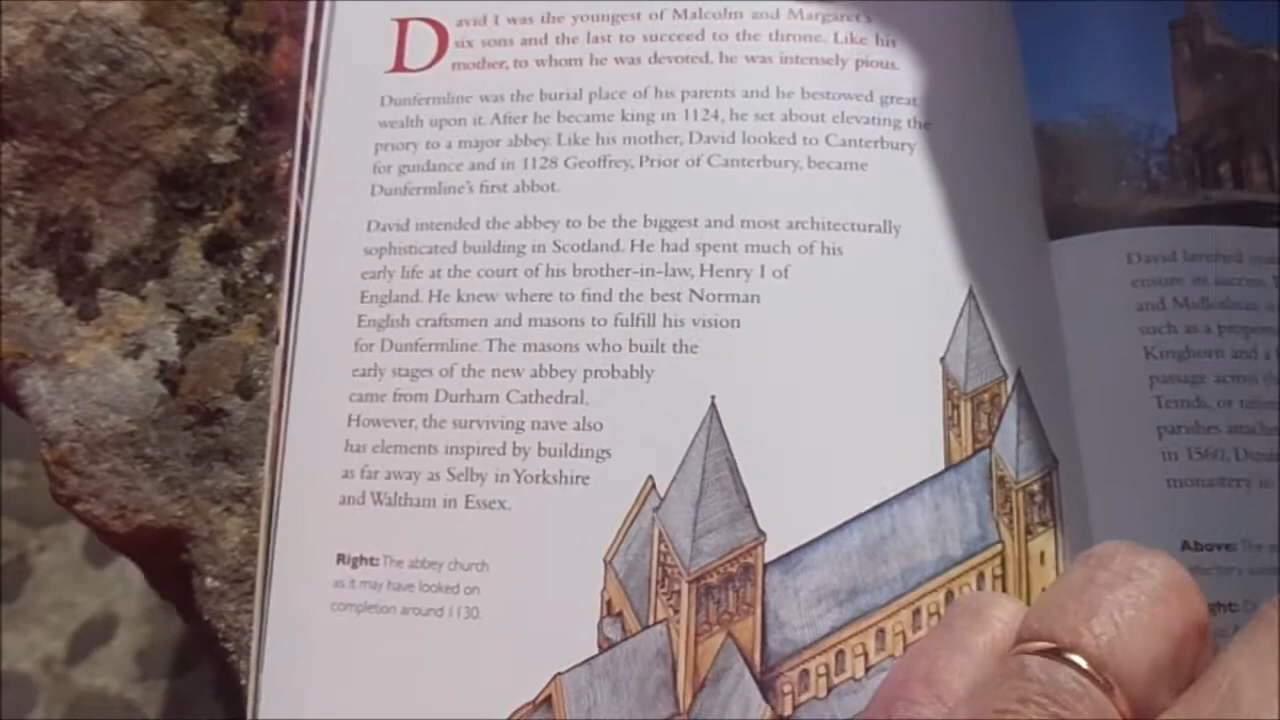 David I was the youngest of Malcolm and Margaret's
six sons and the last to succeed to the throne. Like his
mother, to whom he was devoted, he was intensely pious.
Dunfermline was the burial place of his parents and he bestowed great
wealth upon it. After he became king in 1124, he set about elevating the
priory to a major abbey. Like his mother, David looked to Canterbury
for guidance and in 1128 Geoffrey, Prior of Canterbury, became
Dunfermline's first abbot.
David intended the abbey to be the biggest and most architecturally
sophisticated building in Scotland. He had spent much of his
early life at the court of his brother-in-law, Henry I of
England. He knew where to find the best Norman
English craftsmen and masons to fulfill his vision
for Dunfermline. The masons who built the
early stages of the new abbey probably
came from Durham Cathedral.
However, the surviving nave also
has elements inspired by buildings
as far away as Selby in Yorkshire
and Waltham in Essex.
Right: The abbey church
as it may have looked on
completion around 1130.
David lavished
ensure its success.
and Midlothian
such as a
Kinghorn and a
passage across
Teinds, or
parishes
in 1560,
monastery
Above: The